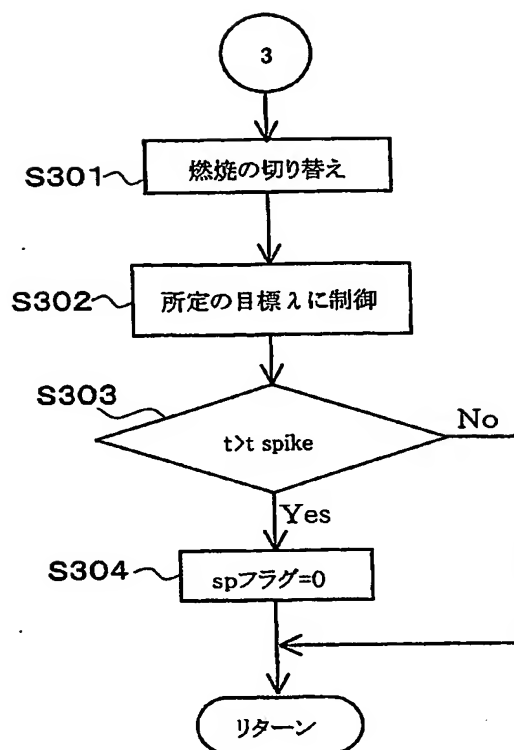 3
S301
燃焼の切り替え
S302
所定の目標λに制御
S303
t>t spike
No
Yes
S304
spフラグ=0
リターン